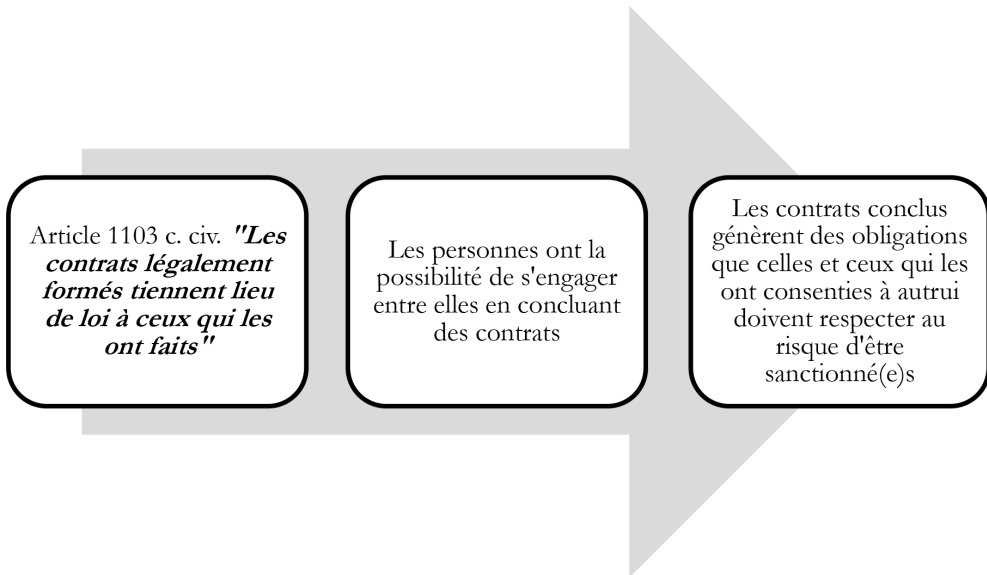 Article 1103 c. civ. "Les
contrats légalement
formés tiennent lieu
de loi à ceux qui les
ont faits"
Les personnes ont la
possibilité de s'engager
entre elles en concluant
des contrats
Les contrats conclus
génèrent des obligations
que celles et ceux qui les
ont consenties à autrui
doivent respecter au
risque d'être
sanctionné(e)s